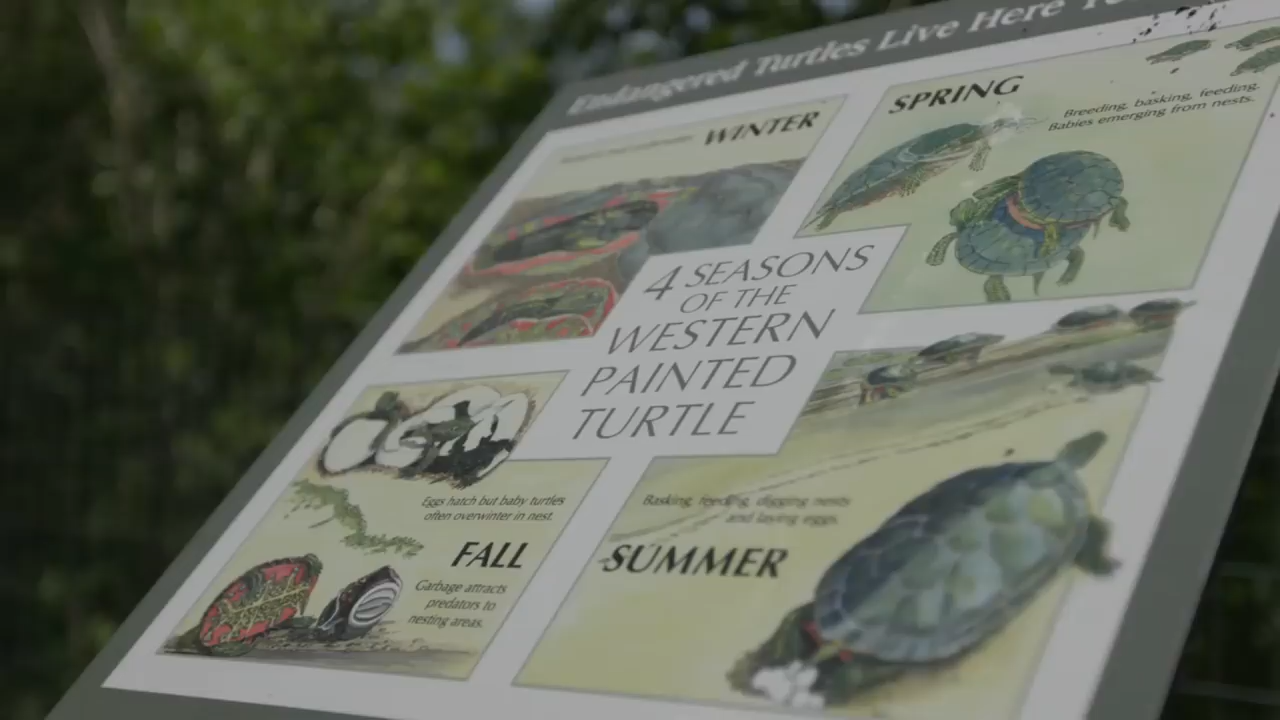 Endangered Turtles Live Here
WINTER
SPRING
Breeding, basking, feeding.
Babies emerging from nests.
4 SEASONS
OF THE
WESTERN
PAINTED
TURTLE
Eggs hatch but baby turtles
often overwinter in nest.
FALL
Garbage attracts
predators to
nesting areas.
Basking, feeding, digging nests
and laying eggs.
SUMMER